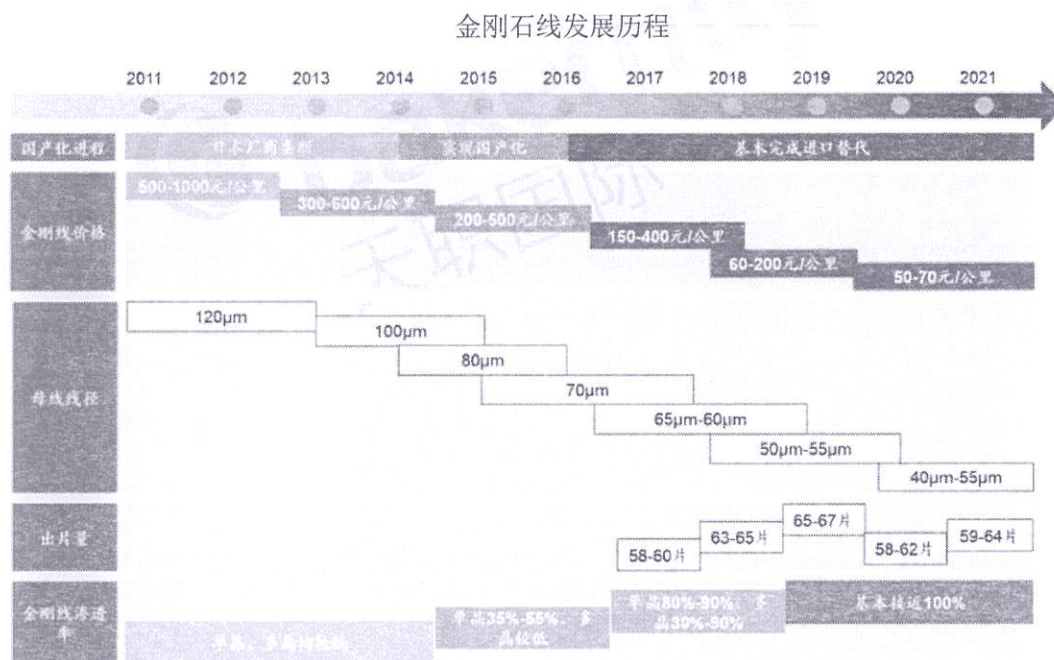 金刚石线发展历程
2011 2012 2013 2014 2015 2016 2017 2018 2019 2020 2021
国产化进程 日本厂商垄断 实现国产化 基本完成进口替代
500-1000元/公里
300-600元/公里
金刚线价格 200-500元/公里
150-400元/公里
60-200元/公里
50-70元/公里
120μm
100μm
80μm
母线线径 70μm
65μm-60μm
50μm-55μm
40μm-55μm
出片量 58-60片 63-65片 65-67片 58-62片 59-64片
金刚线渗透
率
单晶、多晶均较低
单晶35%-55%、多
晶较低
单晶80%-90%、多
晶30%-90%
基本接近100%
天职国际